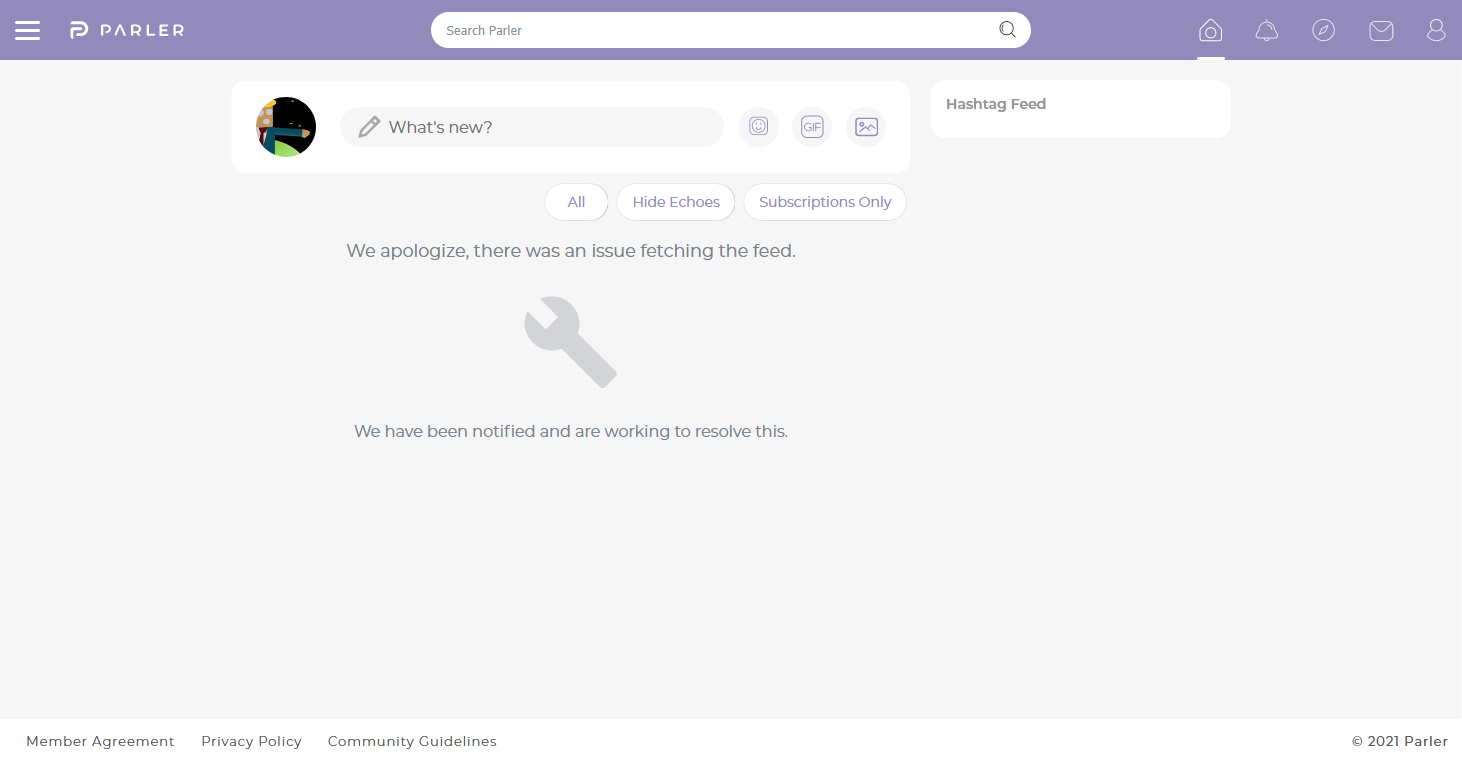 PARLER
Search Parler
What's new?
GIF
Hashtag Feed
All
Hide Echoes
Subscriptions Only
We apologize, there was an issue fetching the feed.
We have been notified and are working to resolve this.
Member Agreement
Privacy Policy
Community Guidelines
© 2021 Parler